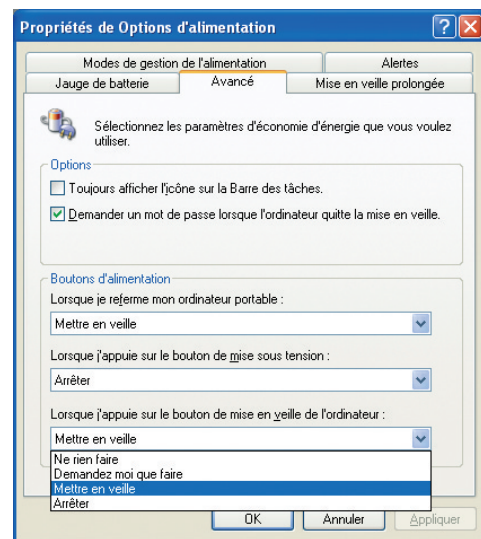 Propriétés de Options d'alimentation
Modes de gestion de l'alimentation
Alertes
Jauge de batterie
Avancé
Mise en veille prolongée
Sélectionnez les paramètres d'économie d'énergie que vous voulez
utiliser.
Options
Toujours afficher l'icône sur la Barre des tâches.
Demander un mot de passe lorsque l'ordinateur quitte la mise en veille.
Boutons d'alimentation
Lorsque je referme mon ordinateur portable :
Mettre en veille
Lorsque j'appuie sur le bouton de mise sous tension :
Arrêter
Lorsque j'appuie sur le bouton de mise en veille de l'ordinateur :
Mettre en veille
Ne rien faire
Demandez moi que faire
Mettre en veille
Arrêter
OK
Annuler
Appliquer